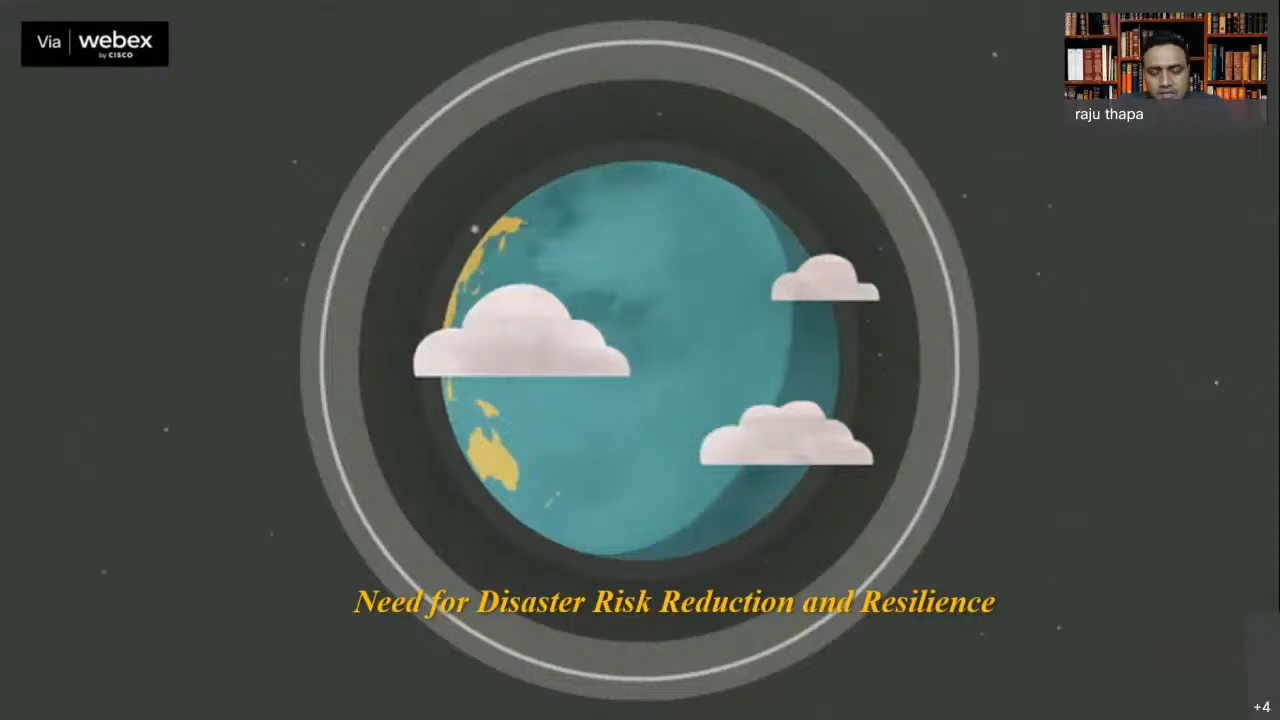 Via webex
by CISCO
raju thapa
Need for Disaster Risk Reduction and Resilience
+4